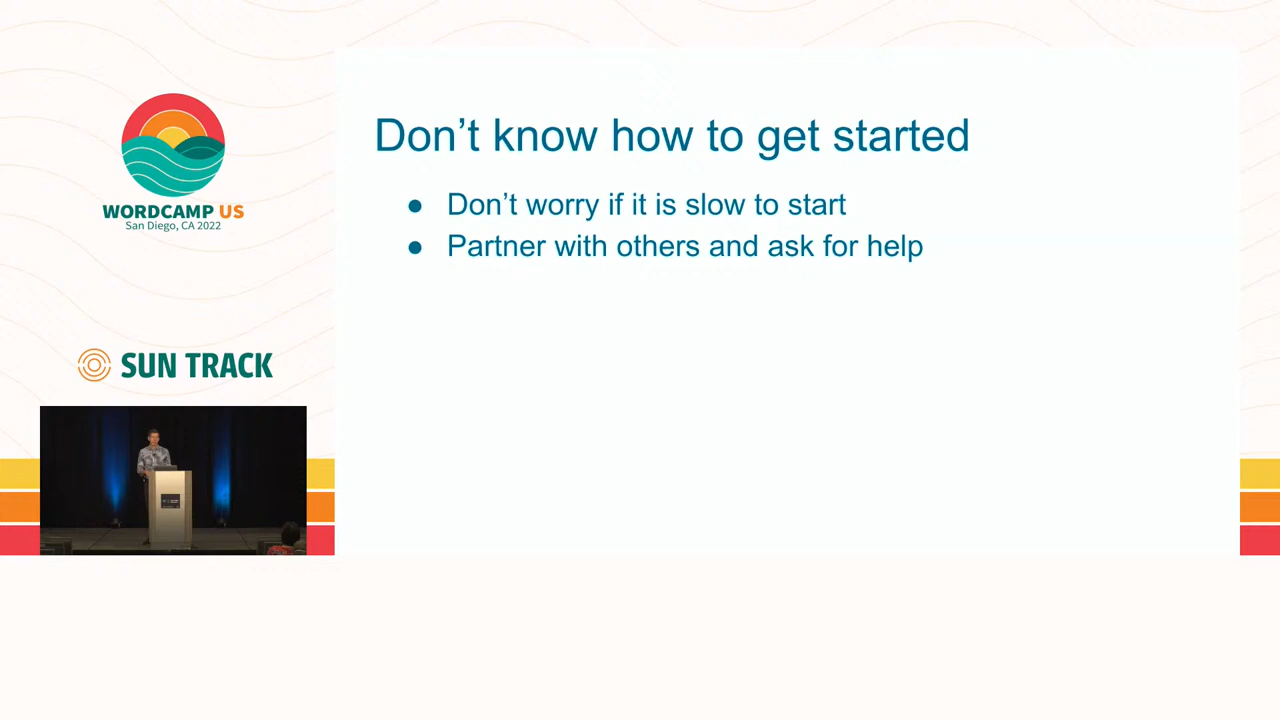 WORDCAMP US
San Diego, CA 2022
SUN TRACK
Don’t know how to get started
● Don’t worry if it is slow to start
● Partner with others and ask for help